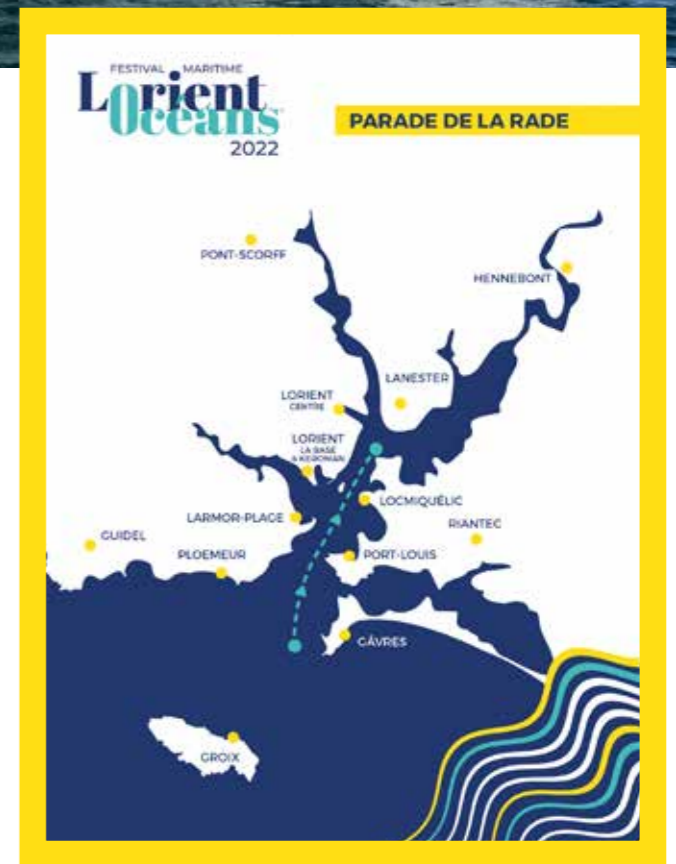 FESTIVAL MARITIME
Lorient
Océans
2022
PARADE DE LA RADE
PONT-SCORFF
HENNEBONT
LANESTER
LORIENT
CENTRE
LORIENT
LA BASE
& KEROMAN
LOCMIQUÉLIC
LARMOR-PLAGE
RIANTEC
GUIDEL
PLOEMEUR
PORT-LOUIS
GÂVRES
GROIX